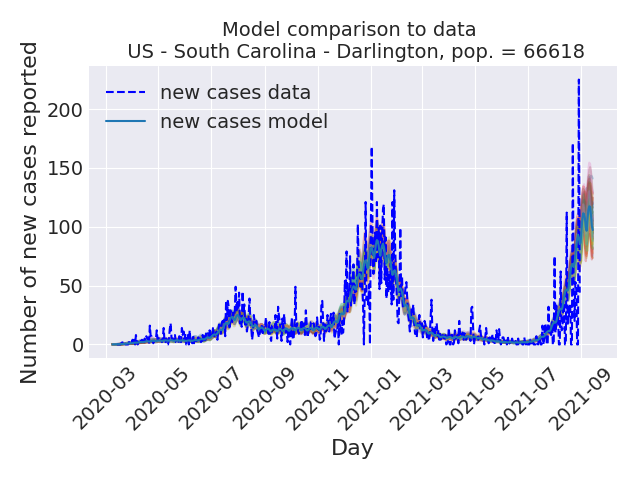 Model comparison to data
US - South Carolina - Darlington, pop. = 66618
new cases data
new cases model
Number of new cases reported
200
150
100
50
0
2020-03
2020-05
2020-07
2020-09
2020-11
2021-01
2021-03
2021-05
2021-07
2021-09
Day